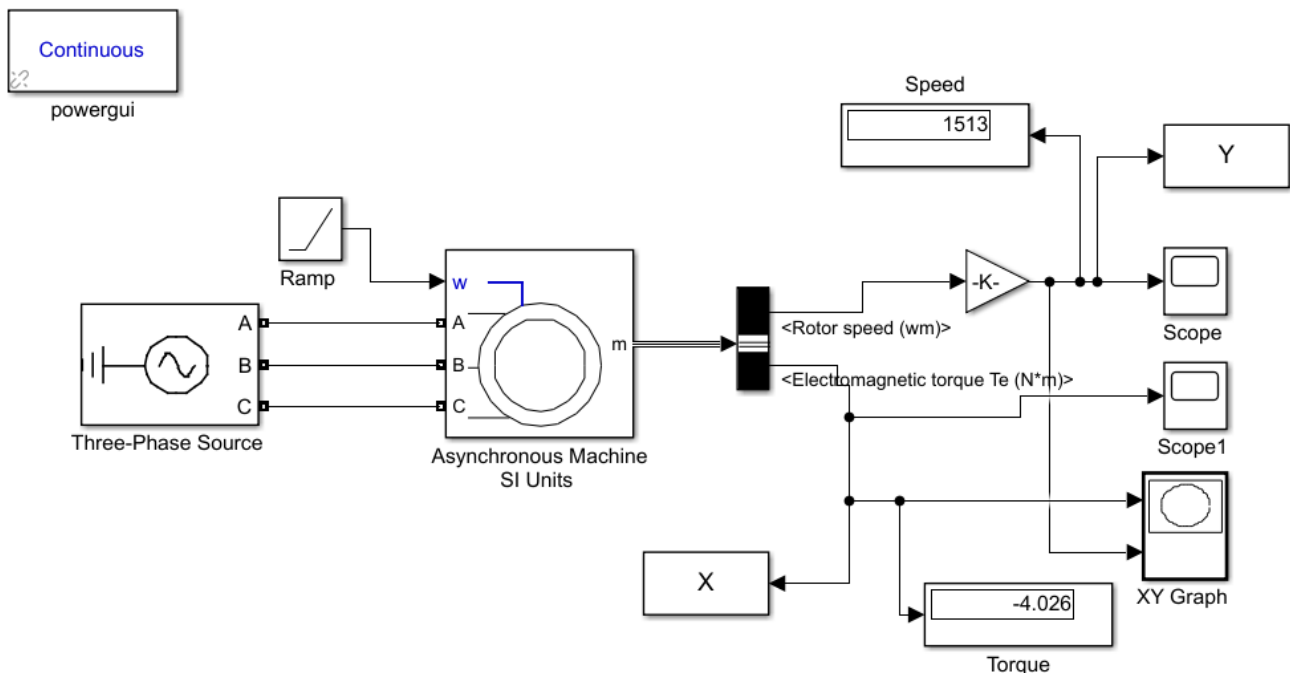 Continuous
powergui
Speed
1513
Y
Ramp
w
A
B
C
Three-Phase Source
A
B
C
m
Asynchronous Machine
SI Units
-K-
<Rotor speed (wm)>
<Electromagnetic torque Te (N*m)>
Scope
Scope1
XY Graph
X
-4.026
Torque